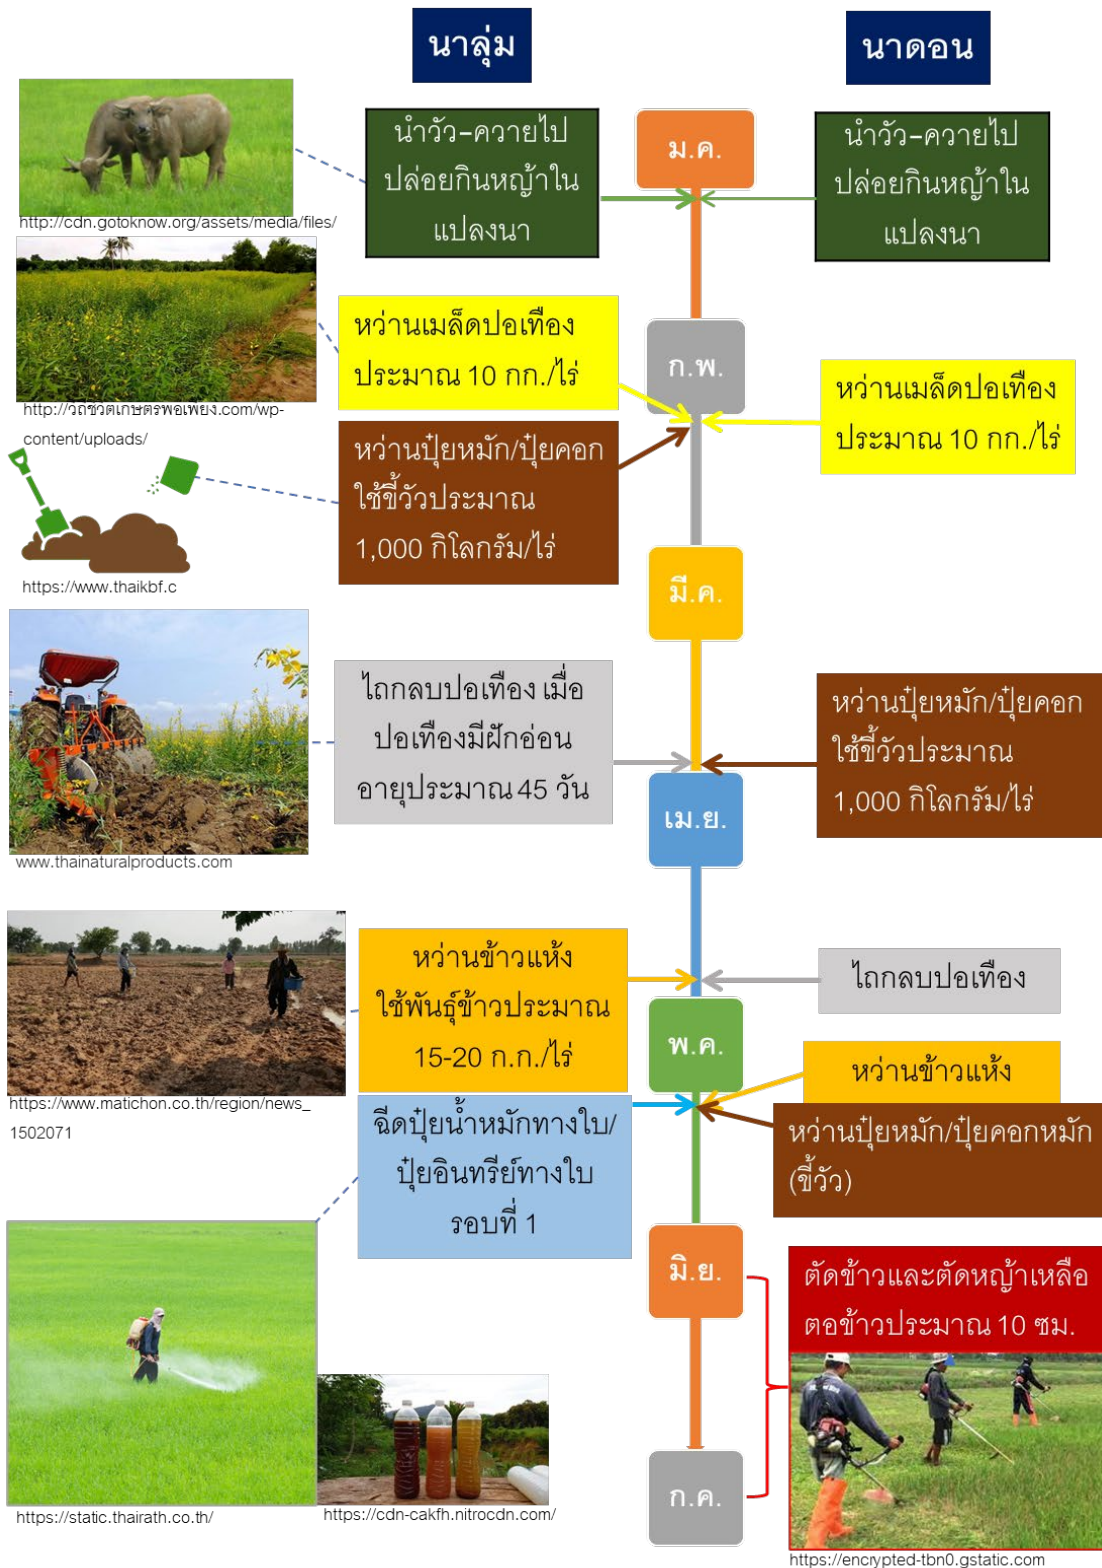 นาลุ่ม
นาดอน
ม.ค.
นำวัว-ควายไป
ปล่อยกินหญ้าใน
แปลงนา
นำวัว-ควายไป
ปล่อยกินหญ้าใน
แปลงนา
http://cdn.gotoknow.org/assets/media/files/
ก.พ.
หว่านเมล็ดปอเทือง
ประมาณ 10 กก./ไร่
หว่านเมล็ดปอเทือง
ประมาณ 10 กก./ไร่
http://วถชวตเกษตรพอเพยง.com/wp-
content/uploads/
หว่านปุ๋ยหมัก/ปุ๋ยคอก
ใช้ขี้วัวประมาณ
1,000 กิโลกรัม/ไร่
https://www.thaikbf.c
มี.ค.
ไถกลบปอเทือง เมื่อ
ปอเทืองมีฝักอ่อน
อายุประมาณ 45 วัน
หว่านปุ๋ยหมัก/ปุ๋ยคอก
ใช้ขี้วัวประมาณ
1,000 กิโลกรัม/ไร่
www.thainaturalproducts.com
เม.ย.
หว่านข้าวแห้ง
ใช้พันธุ์ข้าวประมาณ
15-20 ก.ก./ไร่
ไถกลบปอเทือง
https://www.matichon.co.th/region/news_
1502071
พ.ค.
หว่านข้าวแห้ง
ฉีดปุ๋ยน้ำหมักทางใบ/
ปุ๋ยอินทรีย์ทางใบ
รอบที่ 1
หว่านปุ๋ยหมัก/ปุ๋ยคอกหมัก
(ขี้วัว)
มิ.ย.
ตัดข้าวและตัดหญ้าเหลือ
ตอข้าวประมาณ 10 ซม.
ก.ค.
https://static.thairath.co.th/
https://cdn-cakfh.nitrocdn.com/
https://encrypted-tbn0.gstatic.com